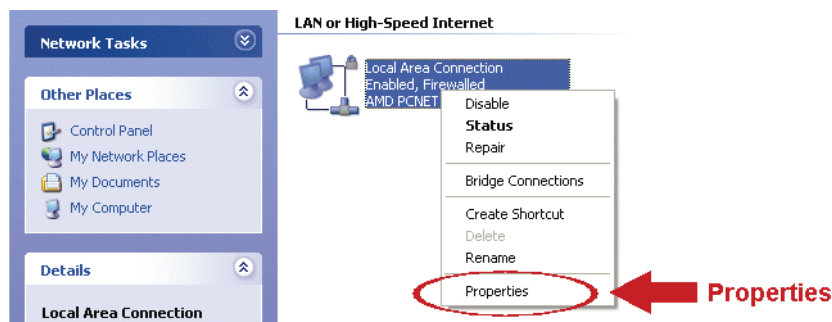 LAN or High-Speed Internet
Network Tasks
Other Places
Control Panel
My Network Places
My Documents
My Computer
Details
Local Area Connection
Local Area Connection
Enabled, Firewalled
AMD PCNET
Disable
Status
Repair
Bridge Connections
Create Shortcut
Delete
Rename
Properties
Properties